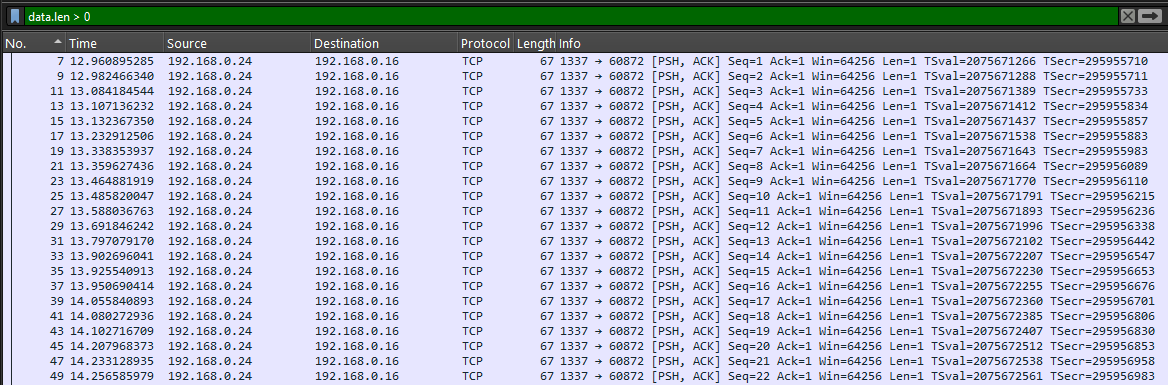 data.len > 0
No. Time Source Destination Protocol Length Info
7 12.960895285 192.168.0.24 192.168.0.16 TCP 67 1337 → 60872 [PSH, ACK] Seq=1 Ack=1 Win=64256 Len=1 TSval=2075671266 TSecr=295955710
9 12.982466340 192.168.0.24 192.168.0.16 TCP 67 1337 → 60872 [PSH, ACK] Seq=2 Ack=1 Win=64256 Len=1 TSval=2075671288 TSecr=295955711
11 13.084184544 192.168.0.24 192.168.0.16 TCP 67 1337 → 60872 [PSH, ACK] Seq=3 Ack=1 Win=64256 Len=1 TSval=2075671389 TSecr=295955733
13 13.107136232 192.168.0.24 192.168.0.16 TCP 67 1337 → 60872 [PSH, ACK] Seq=4 Ack=1 Win=64256 Len=1 TSval=2075671412 TSecr=295955834
15 13.132367350 192.168.0.24 192.168.0.16 TCP 67 1337 → 60872 [PSH, ACK] Seq=5 Ack=1 Win=64256 Len=1 TSval=2075671437 TSecr=295955857
17 13.232912506 192.168.0.24 192.168.0.16 TCP 67 1337 → 60872 [PSH, ACK] Seq=6 Ack=1 Win=64256 Len=1 TSval=2075671538 TSecr=295955883
19 13.338353937 192.168.0.24 192.168.0.16 TCP 67 1337 → 60872 [PSH, ACK] Seq=7 Ack=1 Win=64256 Len=1 TSval=2075671643 TSecr=295955983
21 13.359627436 192.168.0.24 192.168.0.16 TCP 67 1337 → 60872 [PSH, ACK] Seq=8 Ack=1 Win=64256 Len=1 TSval=2075671664 TSecr=295956089
23 13.464881919 192.168.0.24 192.168.0.16 TCP 67 1337 → 60872 [PSH, ACK] Seq=9 Ack=1 Win=64256 Len=1 TSval=2075671770 TSecr=295956110
25 13.485820047 192.168.0.24 192.168.0.16 TCP 67 1337 → 60872 [PSH, ACK] Seq=10 Ack=1 Win=64256 Len=1 TSval=2075671791 TSecr=295956215
27 13.588036763 192.168.0.24 192.168.0.16 TCP 67 1337 → 60872 [PSH, ACK] Seq=11 Ack=1 Win=64256 Len=1 TSval=2075671893 TSecr=295956236
29 13.691846242 192.168.0.24 192.168.0.16 TCP 67 1337 → 60872 [PSH, ACK] Seq=12 Ack=1 Win=64256 Len=1 TSval=2075671996 TSecr=295956338
31 13.797079170 192.168.0.24 192.168.0.16 TCP 67 1337 → 60872 [PSH, ACK] Seq=13 Ack=1 Win=64256 Len=1 TSval=2075672102 TSecr=295956442
33 13.902696041 192.168.0.24 192.168.0.16 TCP 67 1337 → 60872 [PSH, ACK] Seq=14 Ack=1 Win=64256 Len=1 TSval=2075672207 TSecr=295956547
35 13.925540913 192.168.0.24 192.168.0.16 TCP 67 1337 → 60872 [PSH, ACK] Seq=15 Ack=1 Win=64256 Len=1 TSval=2075672230 TSecr=295956653
37 13.950690414 192.168.0.24 192.168.0.16 TCP 67 1337 → 60872 [PSH, ACK] Seq=16 Ack=1 Win=64256 Len=1 TSval=2075672255 TSecr=295956676
39 14.055840893 192.168.0.24 192.168.0.16 TCP 67 1337 → 60872 [PSH, ACK] Seq=17 Ack=1 Win=64256 Len=1 TSval=2075672360 TSecr=295956701
41 14.080272936 192.168.0.24 192.168.0.16 TCP 67 1337 → 60872 [PSH, ACK] Seq=18 Ack=1 Win=64256 Len=1 TSval=2075672385 TSecr=295956806
43 14.102716709 192.168.0.24 192.168.0.16 TCP 67 1337 → 60872 [PSH, ACK] Seq=19 Ack=1 Win=64256 Len=1 TSval=2075672407 TSecr=295956830
45 14.207968373 192.168.0.24 192.168.0.16 TCP 67 1337 → 60872 [PSH, ACK] Seq=20 Ack=1 Win=64256 Len=1 TSval=2075672512 TSecr=295956853
47 14.233128935 192.168.0.24 192.168.0.16 TCP 67 1337 → 60872 [PSH, ACK] Seq=21 Ack=1 Win=64256 Len=1 TSval=2075672538 TSecr=295956958
49 14.256585979 192.168.0.24 192.168.0.16 TCP 67 1337 → 60872 [PSH, ACK] Seq=22 Ack=1 Win=64256 Len=1 TSval=2075672561 TSecr=295956983